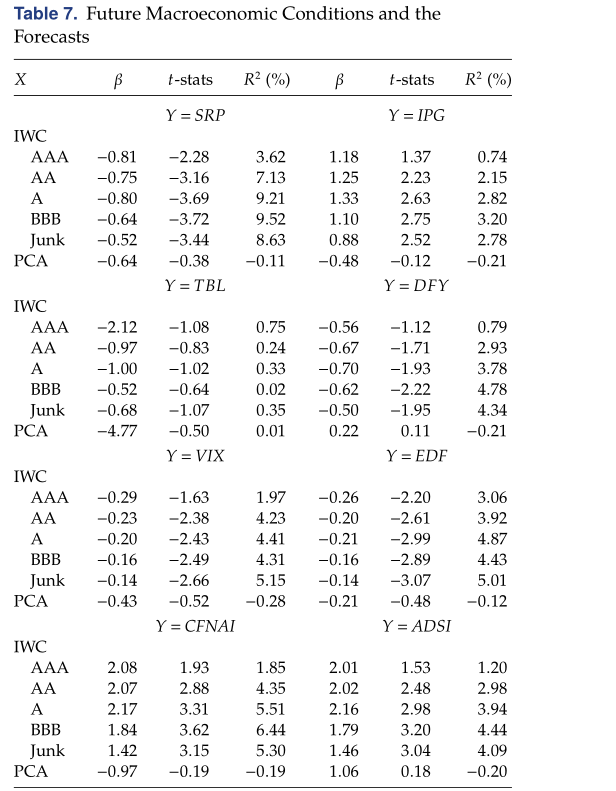 Table 7. Future Macroeconomic Conditions and the
Forecasts
X β t-stats R² (%) β t-stats R² (%)
Y = SRP Y = IPG
IWC
AAA −0.81 −2.28 3.62 1.18 1.37 0.74
AA −0.75 −3.16 7.13 1.25 2.23 2.15
A −0.80 −3.69 9.21 1.33 2.63 2.82
BBB −0.64 −3.72 9.52 1.10 2.75 3.20
Junk −0.52 −3.44 8.63 0.88 2.52 2.78
PCA −0.64 −0.38 −0.11 −0.48 −0.12 −0.21
Y = TBL Y = DFY
IWC
AAA −2.12 −1.08 0.75 −0.56 −1.12 0.79
AA −0.97 −0.83 0.24 −0.67 −1.71 2.93
A −1.00 −1.02 0.33 −0.70 −1.93 3.78
BBB −0.52 −0.64 0.02 −0.62 −2.22 4.78
Junk −0.68 −1.07 0.35 −0.50 −1.95 4.34
PCA −4.77 −0.50 0.01 0.22 0.11 −0.21
Y = VIX Y = EDF
IWC
AAA −0.29 −1.63 1.97 −0.26 −2.20 3.06
AA −0.23 −2.38 4.23 −0.20 −2.61 3.92
A −0.20 −2.43 4.41 −0.21 −2.99 4.87
BBB −0.16 −2.49 4.31 −0.16 −2.89 4.43
Junk −0.14 −2.66 5.15 −0.14 −3.07 5.01
PCA −0.43 −0.52 −0.28 −0.21 −0.48 −0.12
Y = CFNAI Y = ADSI
IWC
AAA 2.08 1.93 1.85 2.01 1.53 1.20
AA 2.07 2.88 4.35 2.02 2.48 2.98
A 2.17 3.31 5.51 2.16 2.98 3.94
BBB 1.84 3.62 6.44 1.79 3.20 4.44
Junk 1.42 3.15 5.30 1.46 3.04 4.09
PCA −0.97 −0.19 −0.19 1.06 0.18 −0.20